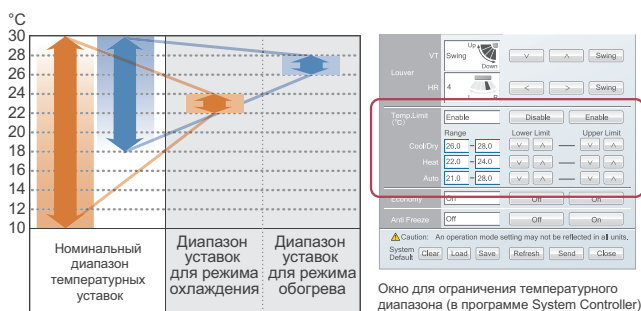 °C
30
28
26
24
22
20
18
16
14
12
10
Номинальный
диапазон
температурных
уставок
Диапазон
уставок
для режима
охлаждения
Диапазон
уставок
для режима
обогрева
Louver
VT Swing Up Down Swing
HR 4 L R < > Swing
Temp.Limit
(°C)
Enable Disable Enable
Range Lower Limit Upper Limit
Cool/Dry 26.0 - 28.0
Heat 22.0 - 24.0
Auto 21.0 - 28.0
Economy Off Off On
Anti Freeze Off Off On
Caution: An operation mode setting may not be reflected in all units.
System
Default Clear Load Save Refresh Send Close
Окно для ограничения температурного
диапазона (в программе System Controller)